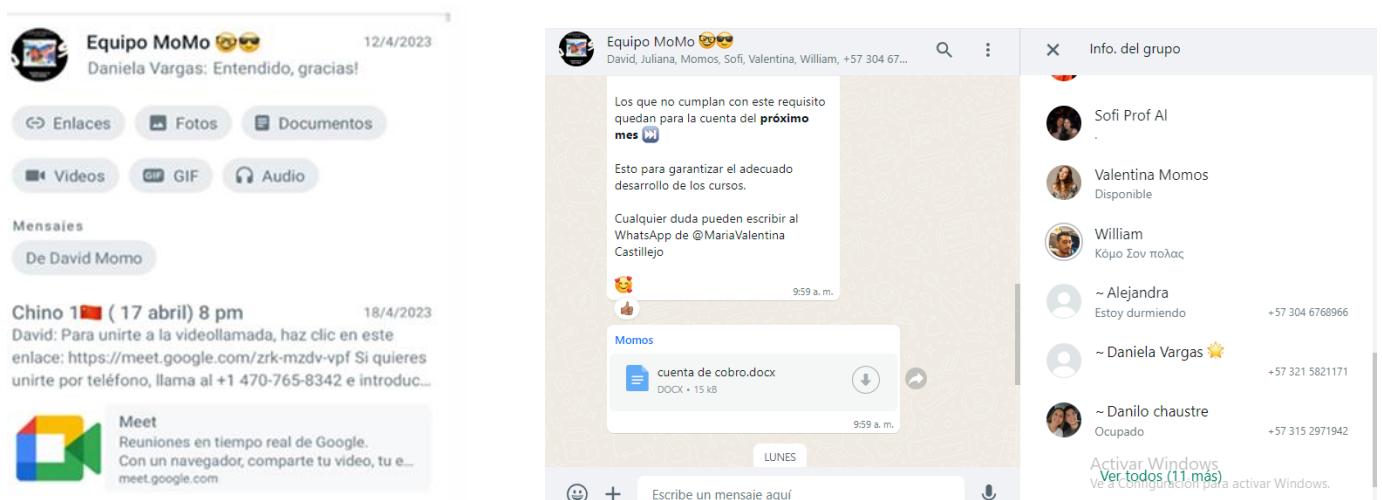 Equipo MoMo 🤓😎
12/4/2023
Daniela Vargas: Entendido, gracias!
Enlaces
Fotos
Documentos
Videos
GIF
Audio
Mensajes
De David Momo
Chino 1🇨🇳 ( 17 abril) 8 pm
18/4/2023
David: Para unirte a la videollamada, haz clic en este
enlace: https://meet.google.com/zrk-mzdv-vpf Si quieres
unirte por teléfono, llama al +1 470-765-8342 e introduc...
Meet
Reuniones en tiempo real de Google.
Con un navegador, comparte tu video, tu e...
meet.google.com
Equipo MoMo 🤓😎
David, Juliana, Momos, Sofi, Valentina, William, +57 304 67...
Los que no cumplan con este requisito
quedan para la cuenta del próximo
mes ⏭️
Esto para garantizar el adecuado
desarrollo de los cursos.
Cualquier duda pueden escribir al
WhatsApp de @MariaValentina
Castillejo
🥰
9:59 a. m.
👍🏽
Momos
cuenta de cobro.docx
DOCX • 15 kB
9:59 a. m.
LUNES
Escribe un mensaje aquí
Info. del grupo
Sofi Prof Al
.
Valentina Momos
Disponible
William
Κόμο Σον πολας
~ Alejandra
Estoy durmiendo
+57 304 6768966
~ Daniela Vargas 🌟
+57 321 5821171
~ Danilo chaustre
Ocupado
+57 315 2971942
Activar Windows
Ver todos (11 más)
Ve a Configuración para activar Windows.